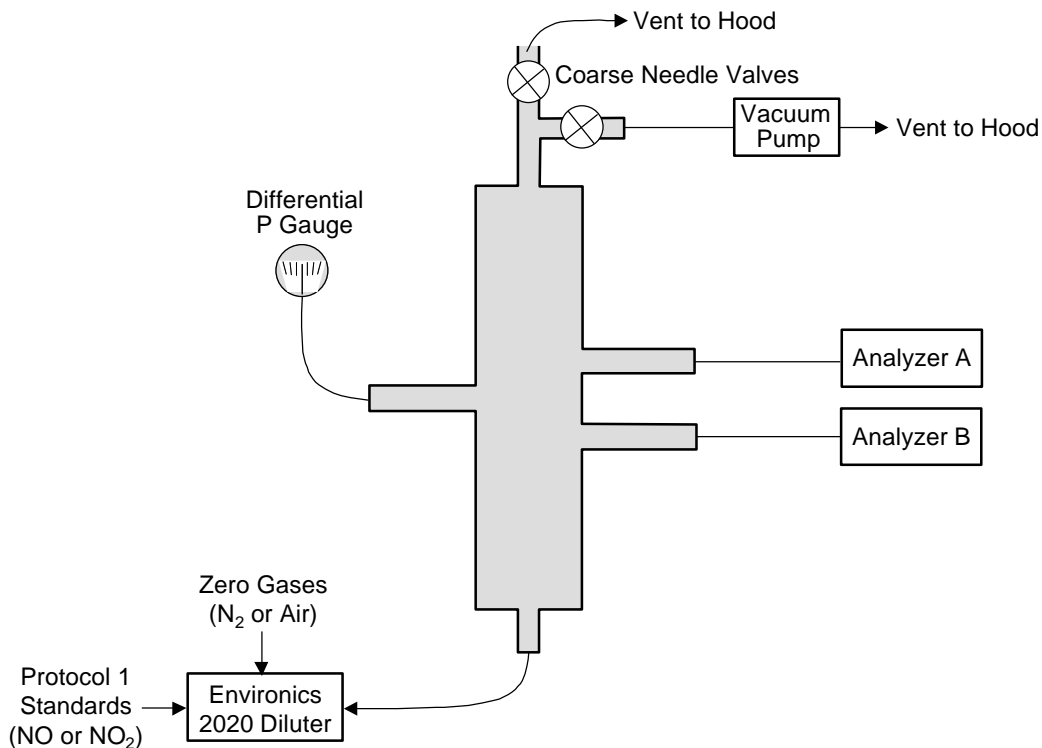 Vent to Hood
Coarse Needle Valves
Vacuum
Pump
Vent to Hood
Differential
P Gauge
Analyzer A
Analyzer B
Zero Gases
(N₂ or Air)
Protocol 1
Standards
(NO or NO₂)
Environics
2020 Diluter